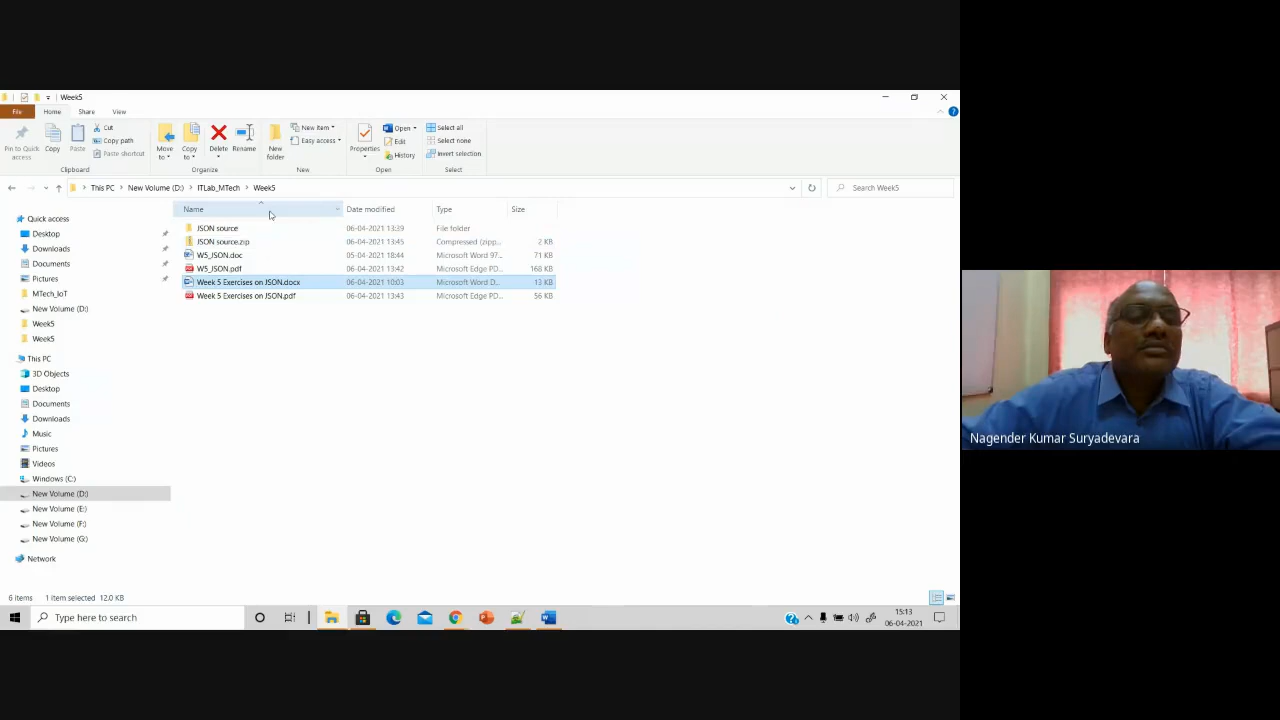 Week5
File Home Share View
Pin to Quick access Copy Paste Cut Copy path Paste shortcut Move to Copy to Delete Rename New folder New item Easy access Properties Open Edit History Select all Select none Invert selection
Clipboard Organize New Open Select
This PC > New Volume (D:) > ITLab_MTech > Week5 Search Week5
Name Date modified Type Size
JSON source 06-04-2021 13:39 File folder
JSON source.zip 06-04-2021 13:45 Compressed (zipp... 2 KB
W5_JSON.doc 05-04-2021 18:44 Microsoft Word 97... 71 KB
W5_JSON.pdf 06-04-2021 13:42 Microsoft Edge PD... 168 KB
Week 5 Exercises on JSON.docx 06-04-2021 10:03 Microsoft Word D... 13 KB
Week 5 Exercises on JSON.pdf 06-04-2021 13:43 Microsoft Edge PD... 56 KB
Quick access
Desktop
Downloads
Documents
Pictures
MTech_IoT
New Volume (D:)
Week5
Week5
This PC
3D Objects
Desktop
Documents
Downloads
Music
Pictures
Videos
Windows (C:)
New Volume (D:)
New Volume (E:)
New Volume (F:)
New Volume (G:)
Network
6 items 1 item selected 12.0 KB
Type here to search
15:13
06-04-2021
Nagender Kumar Suryadevara